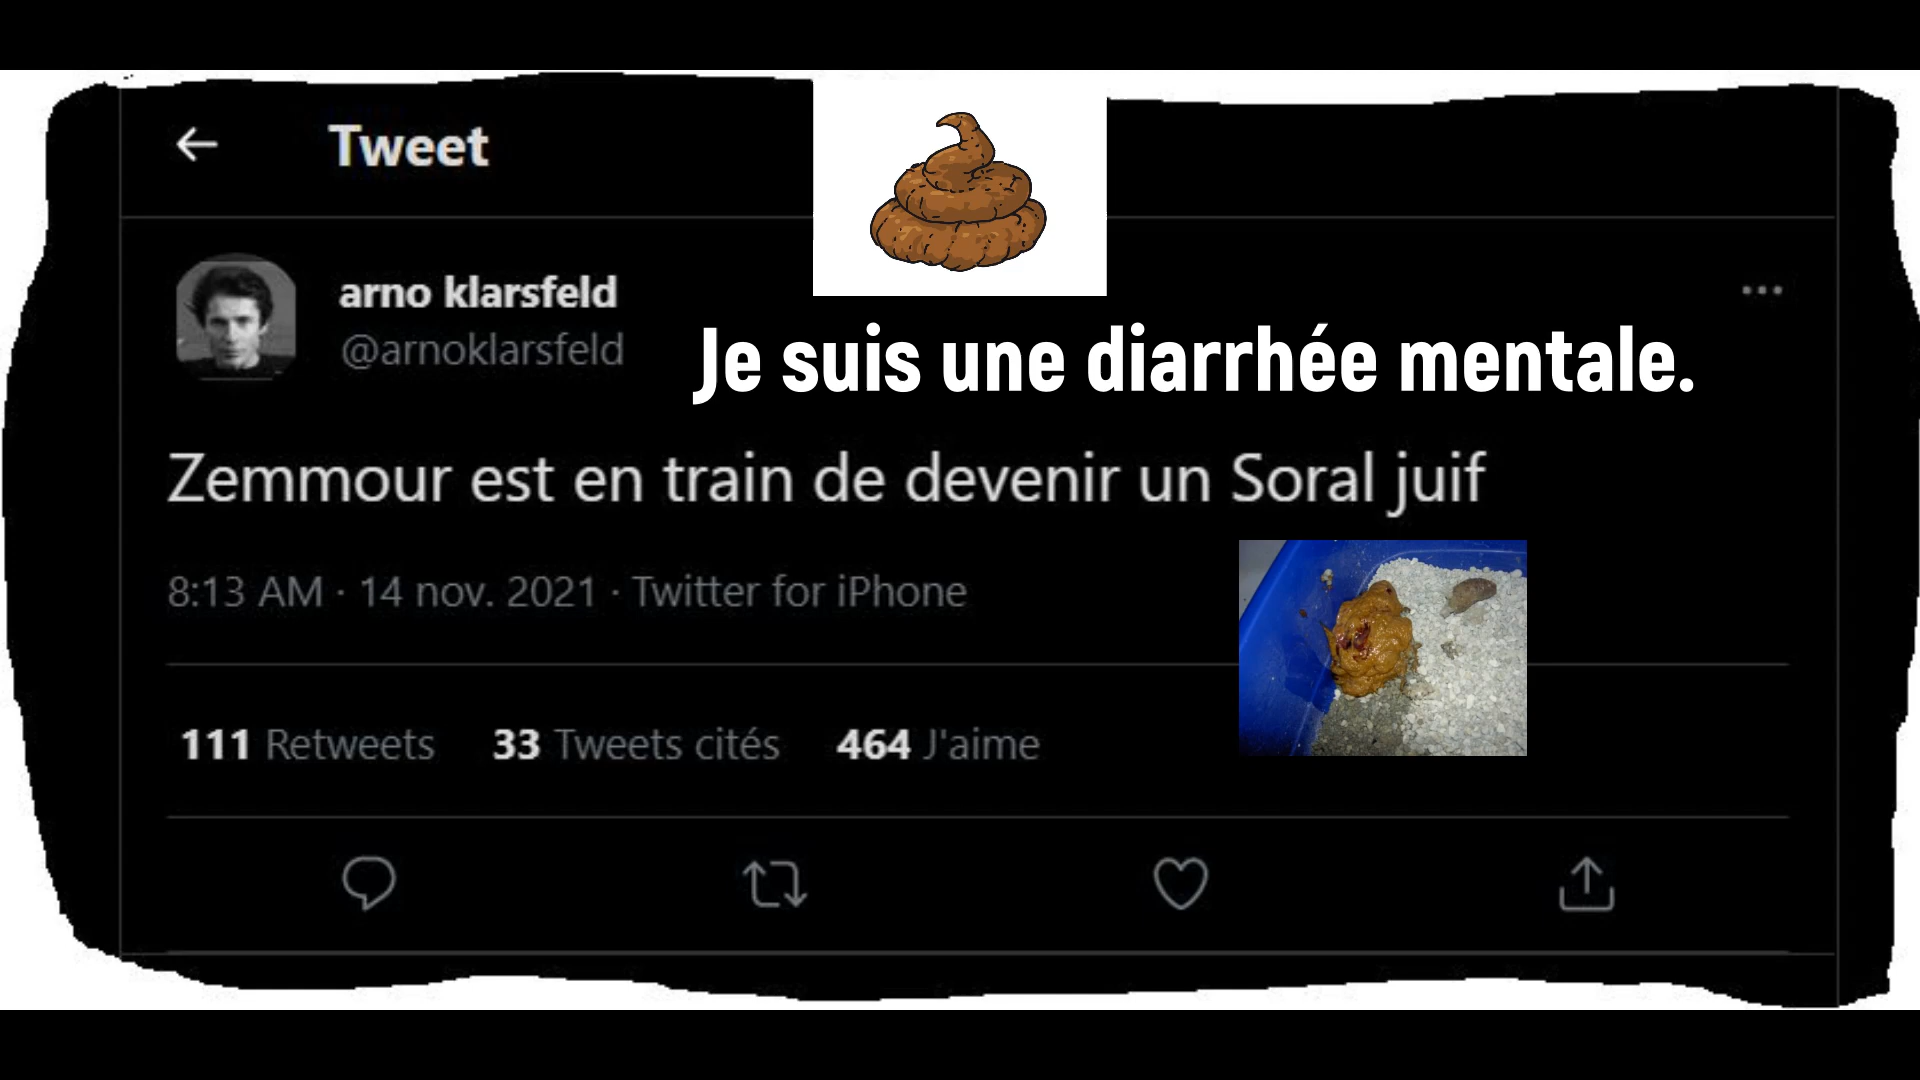 Tweet
arno klarsfeld
@arnoklarsfeld
Je suis une diarrhée mentale.
Zemmour est en train de devenir un Soral juif
8:13 AM · 14 nov. 2021 · Twitter for iPhone
111 Retweets 33 Tweets cités 464 J'aime